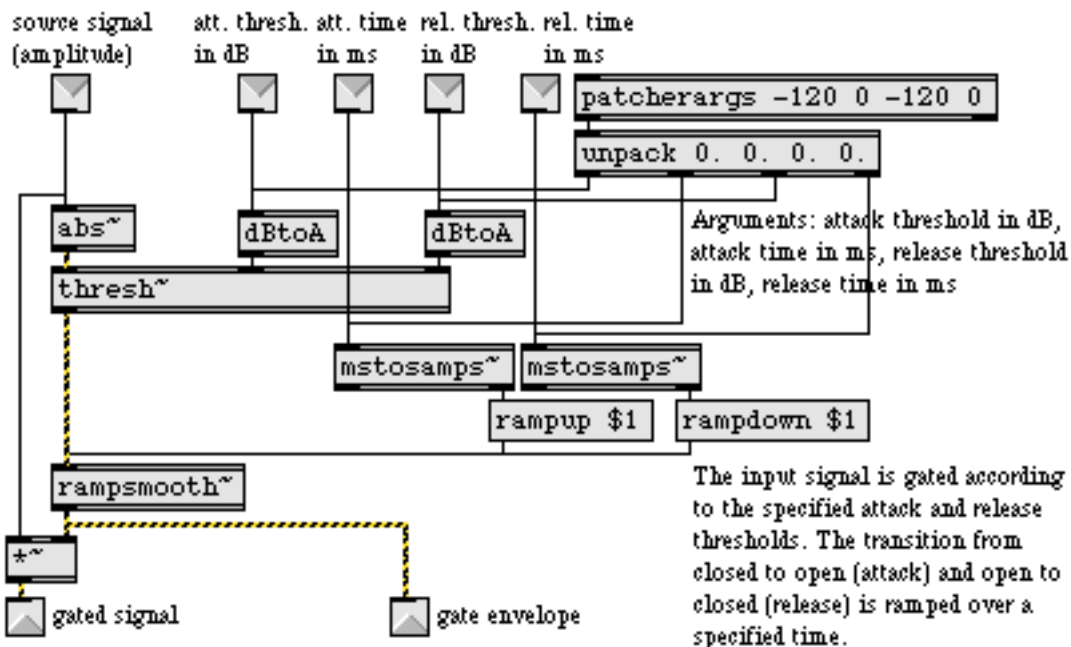 source signal
(amplitude)
att. thresh.
in dB
att. time
in ms
rel. thresh.
in dB
rel. time
in ms
patcherargs -120 0 -120 0
unpack 0. 0. 0. 0.
abs~
dBtoA
dBtoA
Arguments: attack threshold in dB,
attack time in ms, release threshold
in dB, release time in ms
thresh~
mstosamps~
mstosamps~
rampup $1
rampdown $1
rampsmooth~
The input signal is gated according
to the specified attack and release
thresholds. The transition from
closed to open (attack) and open to
closed (release) is ramped over a
specified time.
*~
gated signal
gate envelope